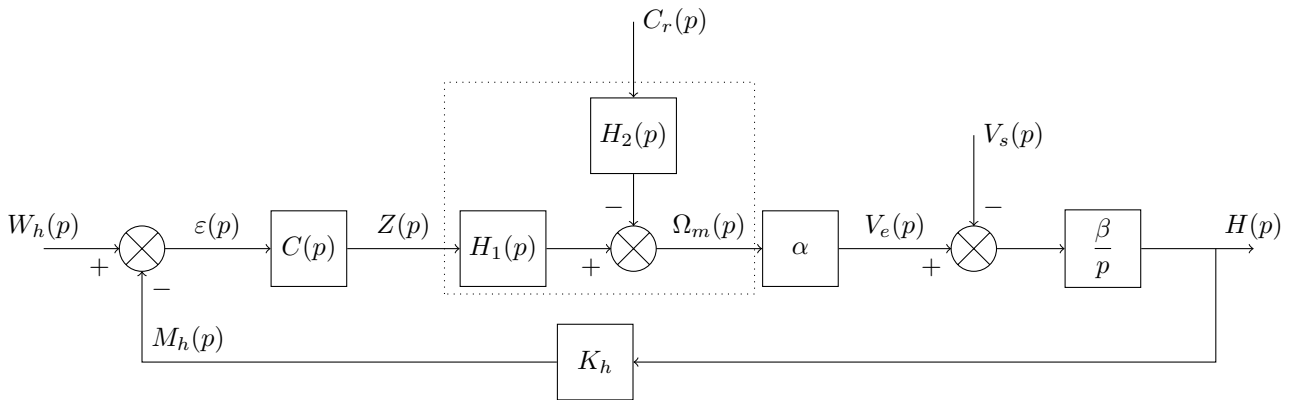 C_r(p)
H_2(p)
V_s(p)
−
−
W_h(p)
ε(p)
Z(p)
Ω_m(p)
V_e(p)
H(p)
C(p)
H_1(p)
α
β
p
+
+
+
−
M_h(p)
K_h